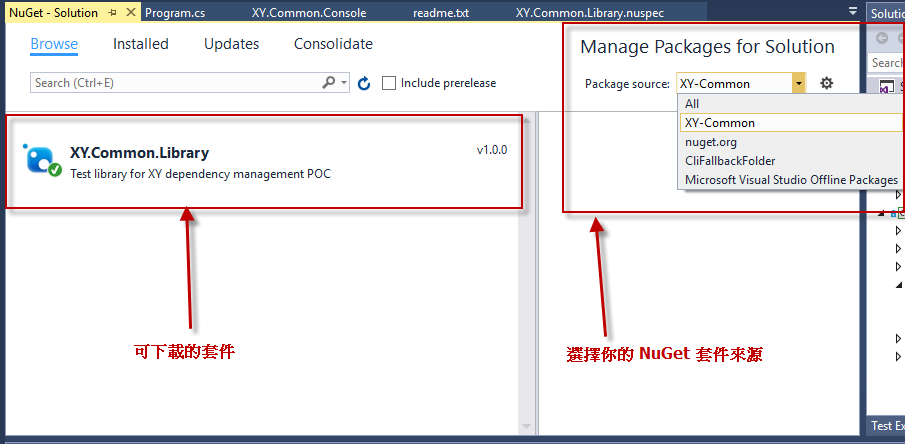 NuGet - Solution
Program.cs
XY.Common.Console
readme.txt
XY.Common.Library.nuspec
Solution
Browse
Installed
Updates
Consolidate
Manage Packages for Solution
Search (Ctrl+E)
Include prerelease
Package source:
XY-Common
Search
All
XY-Common
nuget.org
CliFallbackFolder
Microsoft Visual Studio Offline Packages
XY.Common.Library
v1.0.0
Test library for XY dependency management POC
可下載的套件
選擇你的 NuGet 套件來源
Test Ex